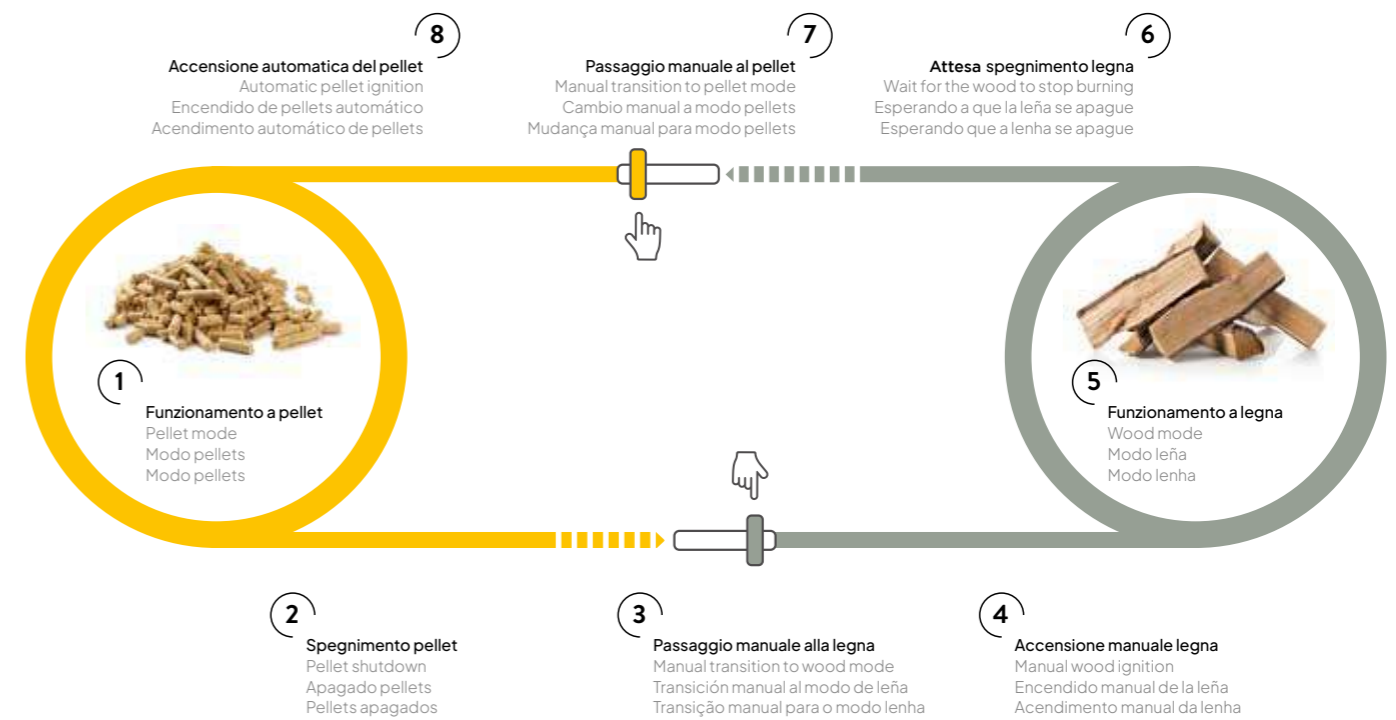 8
Accensione automatica del pellet
Automatic pellet ignition
Encendido de pellets automático
Acendimento automático de pellets
7
Passaggio manuale al pellet
Manual transition to pellet mode
Cambio manual a modo pellets
Mudança manual para modo pellets
6
Attesa spegnimento legna
Wait for the wood to stop burning
Esperando a que la leña se apague
Esperando que a lenha se apague
1
Funzionamento a pellet
Pellet mode
Modo pellets
Modo pellets
5
Funzionamento a legna
Wood mode
Modo leña
Modo lenha
2
Spegnimento pellet
Pellet shutdown
Apagado pellets
Pellets apagados
3
Passaggio manuale alla legna
Manual transition to wood mode
Transición manual al modo de leña
Transição manual para o modo lenha
4
Accensione manuale legna
Manual wood ignition
Encendido manual de la leña
Acendimento manual da lenha